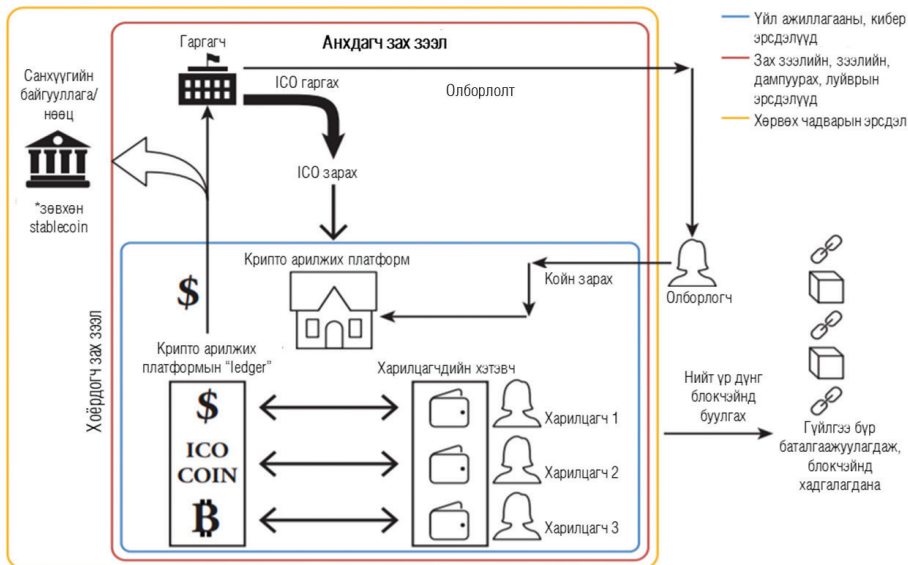 Гаргагч
Анхдагч зах зээл
Үйл ажиллагааны, кибер
эрсдэлүүд
Зах зээлийн, зээлийн,
дампуурах, луйврын
эрсдэлүүд
Хөрвөх чадварын эрсдэл
Санхүүгийн
байгууллага/
нөөц
*зөвхөн
stablecoin
ICO гаргах
Олборлолт
ICO зарах
Крипто арилжих платформ
Койн зарах
Олборлогч
$
Хоёрдогч зах зээл
Крипто арилжих
платформын “ledger”
Харилцагчдийн хэтэвч
$
ICO
COIN
₿
Харилцагч 1
Харилцагч 2
Харилцагч 3
Нийт үр дүнг
блокчэйнд
буулгах
Гүйлгээ бүр
баталгаажуулагдаж,
блокчэйнд
хадгалагдана